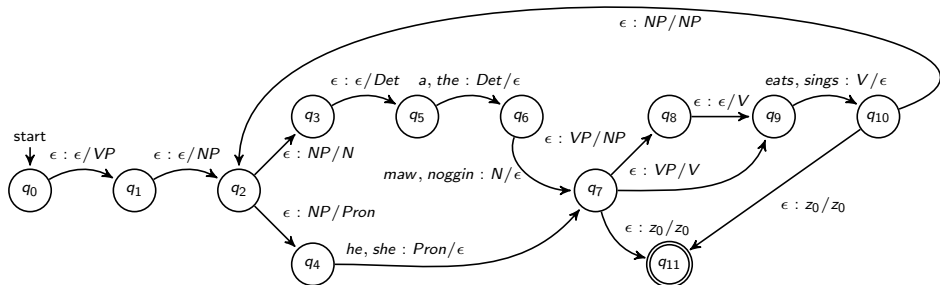 ϵ : NP/NP
ϵ : ϵ/Det
a, the : Det/ϵ
ϵ : ϵ/V
eats, sings : V/ϵ
q3
q5
q6
q8
q9
q10
start
ϵ : ϵ/VP
ϵ : ϵ/NP
ϵ : NP/N
ϵ : VP/NP
maw, noggin : N/ϵ
ϵ : VP/V
q0
q1
q2
q7
ϵ : NP/Pron
ϵ : z0/z0
ϵ : z0/z0
he, she : Pron/ϵ
q4
q11